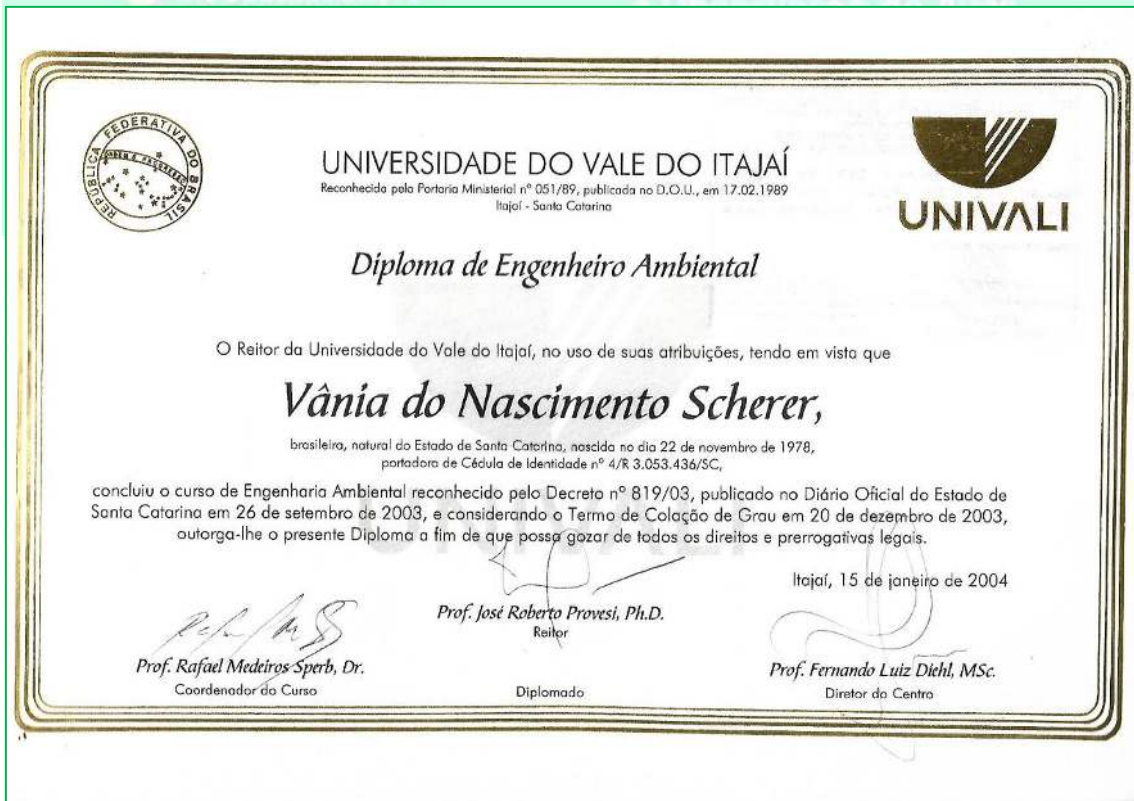 REPÚBLICA FEDERATIVA DO BRASIL
ORDEM E PROGRESSO
UNIVERSIDADE DO VALE DO ITAJAÍ
Reconhecida pela Portaria Ministerial nº 051/89, publicada no D.O.U., em 17.02.1989
Itajaí - Santa Catarina
UNIVALI
Diploma de Engenheiro Ambiental
O Reitor da Universidade do Vale do Itajaí, no uso de suas atribuições, tendo em vista que
Vânia do Nascimento Scherer,
brasileira, natural do Estado de Santa Catarina, nascida no dia 22 de novembro de 1978,
portadora de Cédula de Identidade nº 4/R 3.053.436/SC,
concluiu o curso de Engenharia Ambiental reconhecido pelo Decreto nº 819/03, publicado no Diário Oficial do Estado de
Santa Catarina em 26 de setembro de 2003, e considerando o Termo de Colação de Grau em 20 de dezembro de 2003,
outorga-lhe o presente Diploma a fim de que possa gozar de todos os direitos e prerrogativas legais.
UNIVALI
Itajaí, 15 de janeiro de 2004
Prof. José Roberto Provesi, Ph.D.
Reitor
Prof. Rafael Medeiros Sperb, Dr.
Coordenador do Curso
Diplomado
Prof. Fernando Luiz Diehl, MSc.
Diretor do Centro